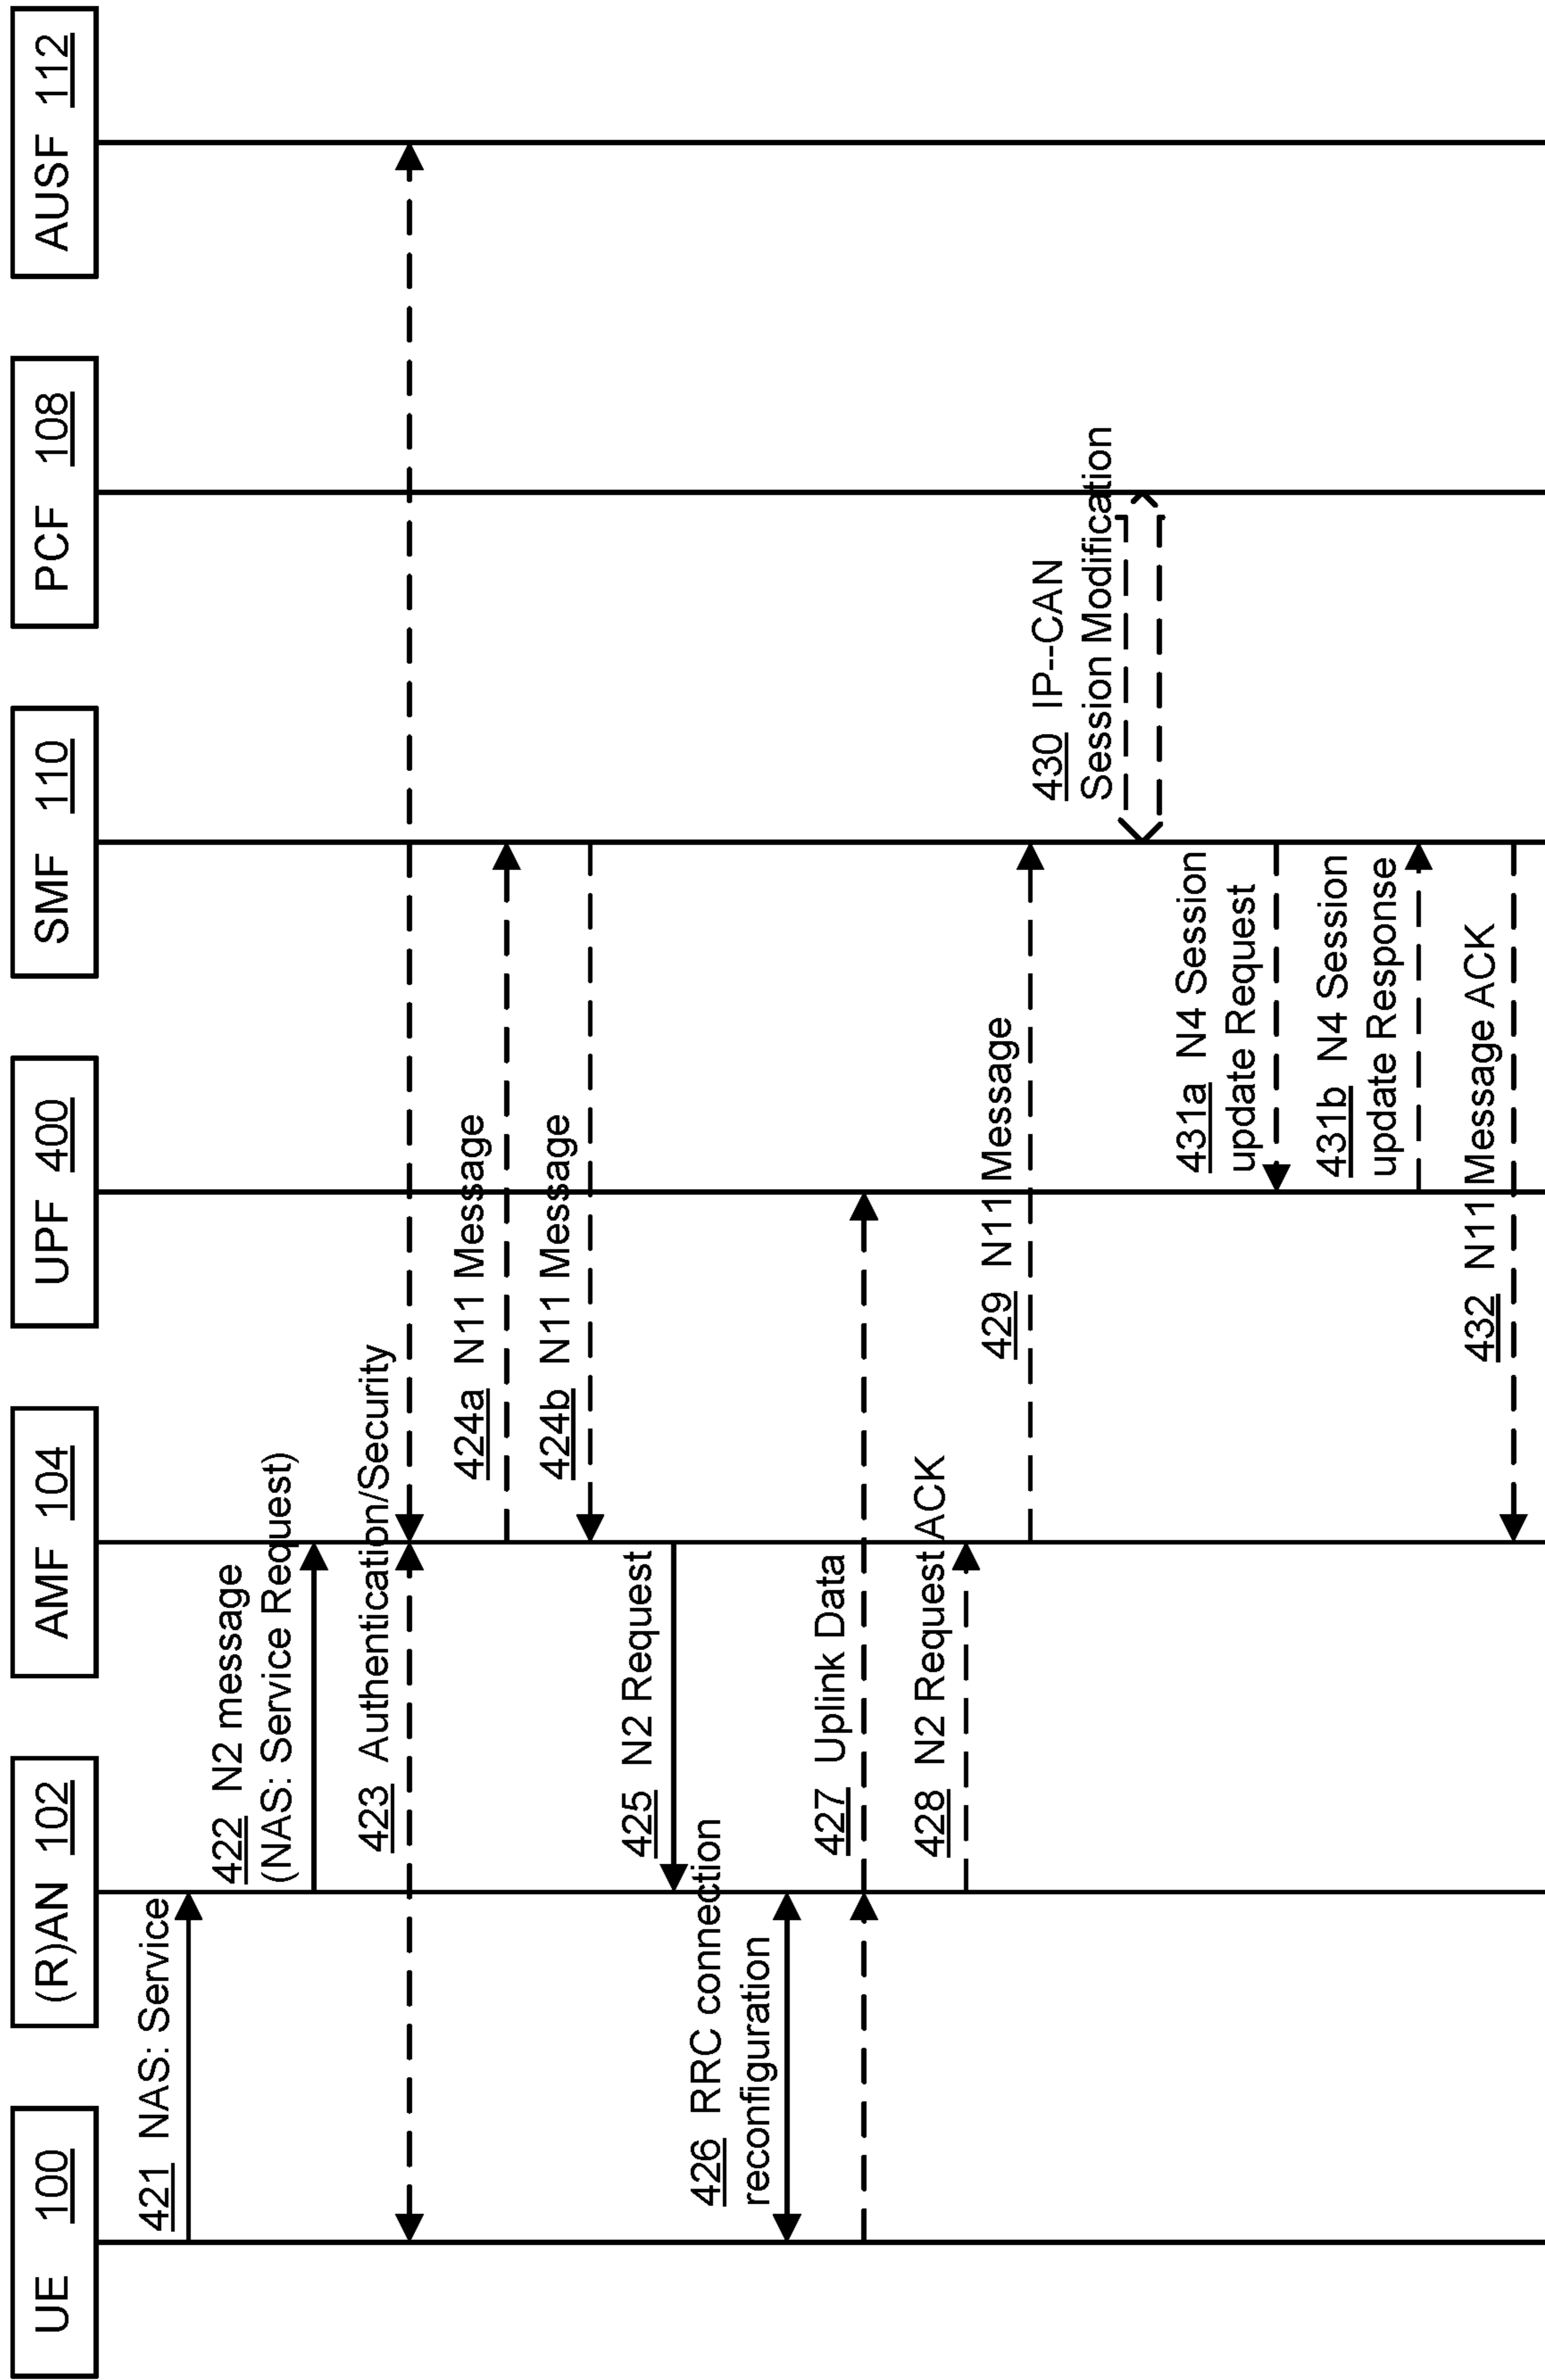 UE 100
(R)AN 102
AMF 104
UPF 400
SMF 110
PCF 108
AUSF 112
421 NAS: Service
422 N2 message
(NAS: Service Request)
423 Authentication/Security
424a N11 Message
424b N11 Message
425 N2 Request
426 RRC connection
reconfiguration
427 Uplink Data
428 N2 Request ACK
429 N11 Message
430 IP--CAN
Session Modification
431a N4 Session
update Request
431b N4 Session
update Response
432 N11 Message ACK